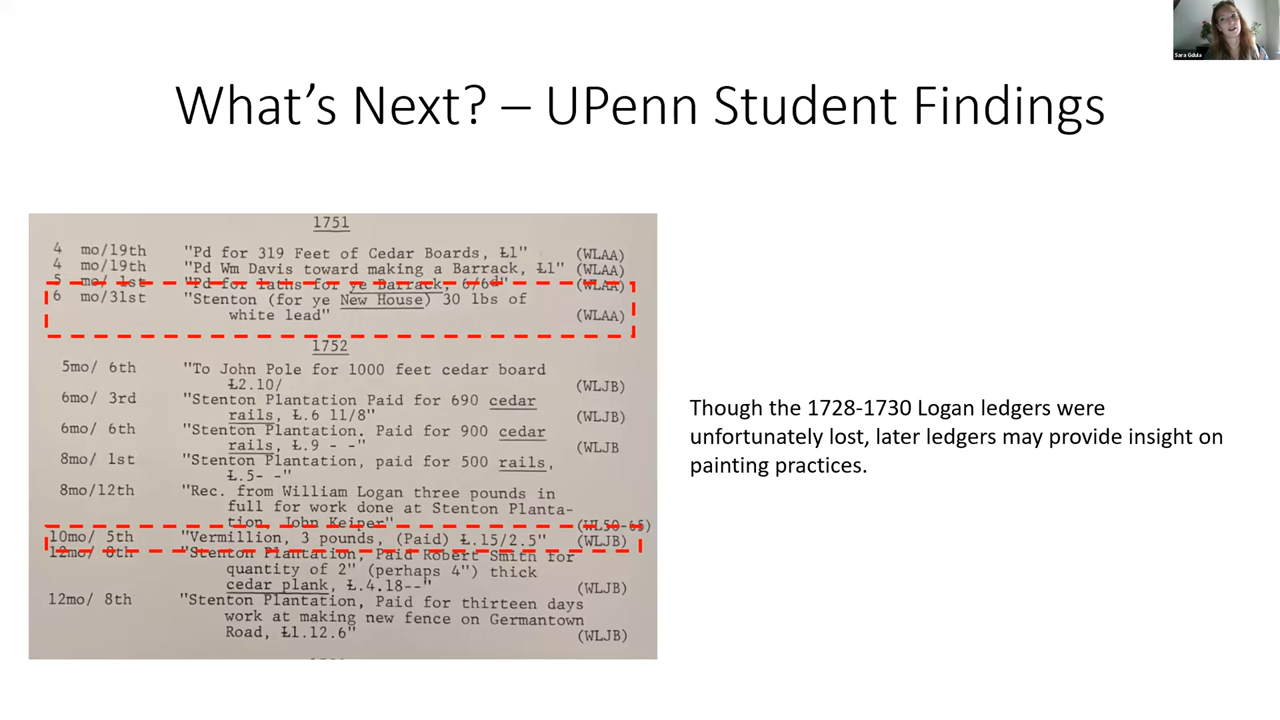 Sara Gdula
What's Next? – UPenn Student Findings
1751
4 mo/19th "Pd for 319 Feet of Cedar Boards, Ł1" (WLAA)
4 mo/19th "Pd Wm Davis toward making a Barrack, Ł1" (WLAA)
5 mo/ 1st "Pd for laths for ye Barrack, 6/6d" (WLAA)
6 mo/31st "Stenton (for ye New House) 30 lbs of
white lead" (WLAA)
1752
5mo/ 6th "To John Pole for 1000 feet cedar board
Ł2.10/ (WLJB)
6mo/ 3rd "Stenton Plantation Paid for 690 cedar
rails, Ł.6 11/8" (WLJB)
6mo/ 6th "Stenton Plantation. Paid for 900 cedar
rails, Ł.9 - -" (WLJB
8mo/ 1st "Stenton Plantation, paid for 500 rails,
Ł.5- -" (WLJB)
8mo/12th "Rec. from William Logan three pounds in
full for work done at Stenton Planta-
tion, John Keiper" (WL50-65)
10mo/ 5th "Vermillion, 3 pounds, (Paid) Ł.15/2.5" (WLJB)
12mo/ 8th "Stenton Plantation, Paid Robert Smith for
quantity of 2" (perhaps 4") thick
cedar plank, Ł.4.18--" (WLJB)
12mo/ 8th "Stenton Plantation, Paid for thirteen days
work at making new fence on Germantown
Road, Ł1.12.6" (WLJB)
Though the 1728-1730 Logan ledgers were
unfortunately lost, later ledgers may provide insight on
painting practices.